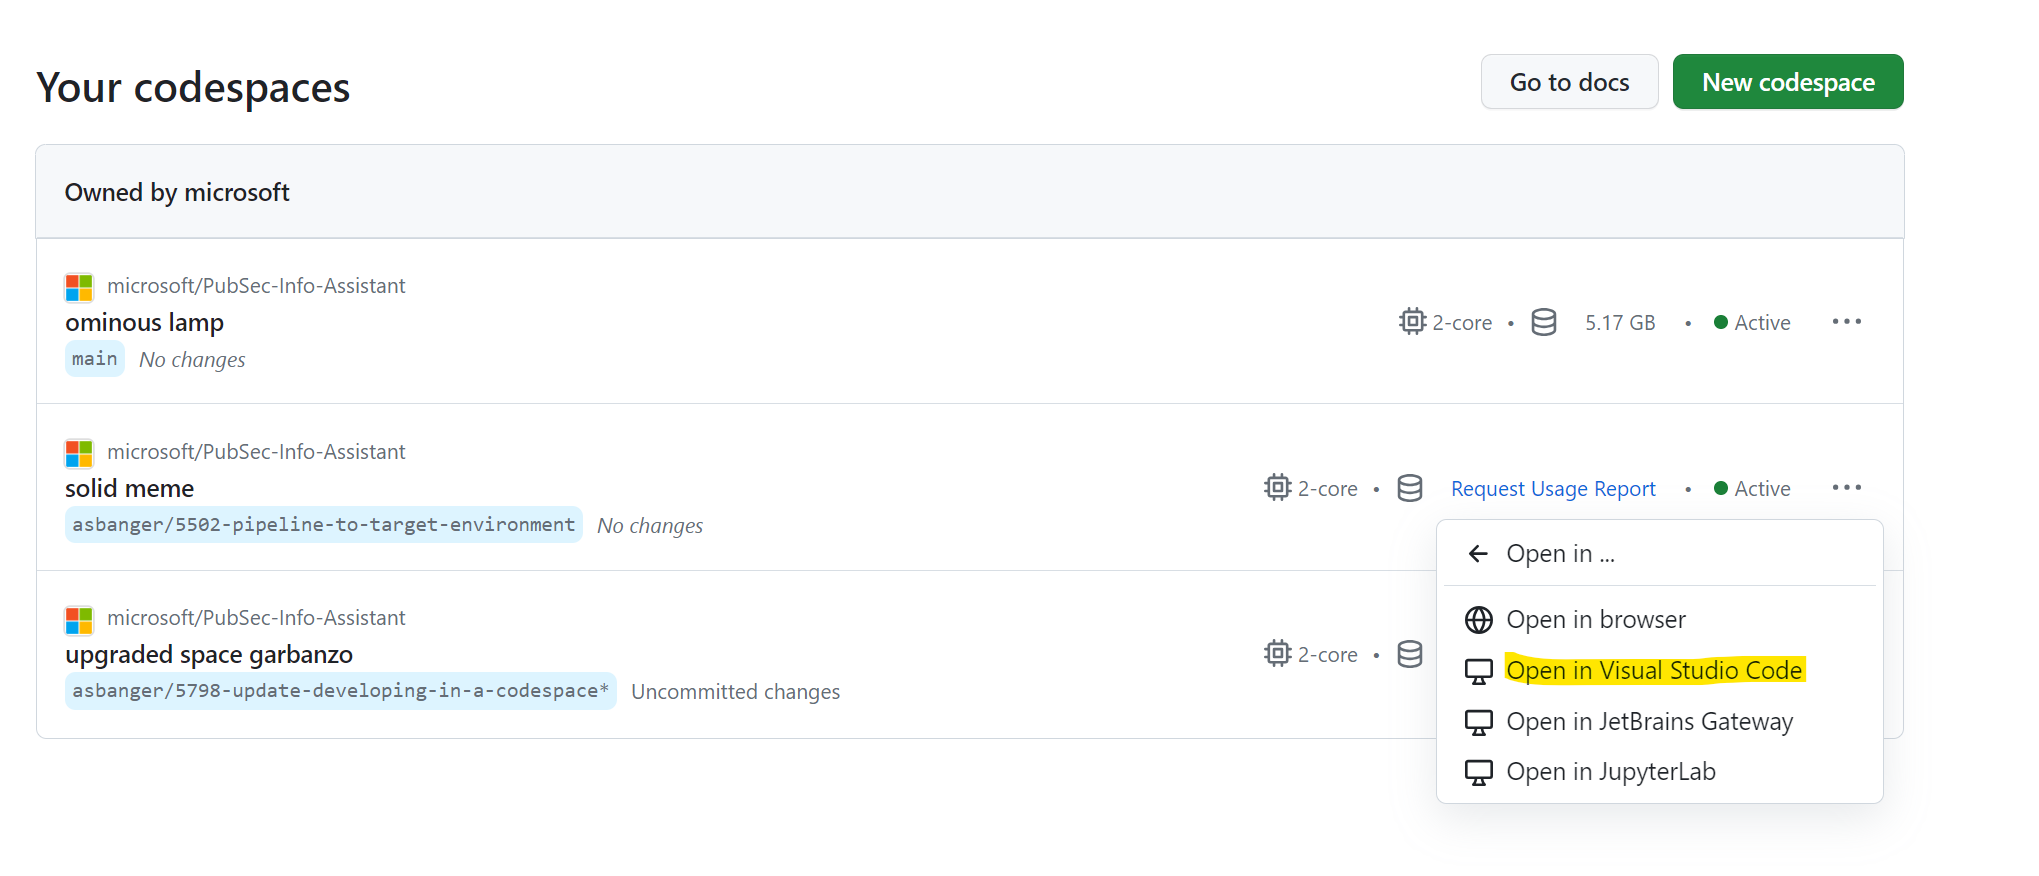 Your codespaces
Go to docs
New codespace
Owned by microsoft
microsoft/PubSec-Info-Assistant
ominous lamp
main No changes
2-core • 5.17 GB • Active
microsoft/PubSec-Info-Assistant
solid meme
asbanger/5502-pipeline-to-target-environment No changes
2-core • Request Usage Report • Active
microsoft/PubSec-Info-Assistant
upgraded space garbanzo
asbanger/5798-update-developing-in-a-codespace* Uncommitted changes
2-core •
Open in ...
Open in browser
Open in Visual Studio Code
Open in JetBrains Gateway
Open in JupyterLab